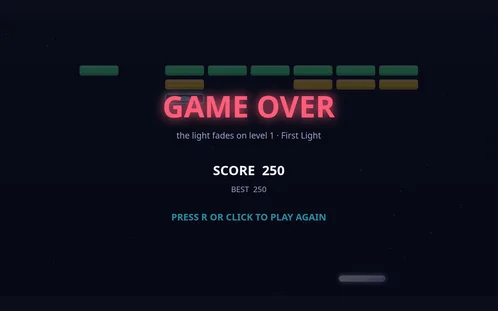 GAME OVER
the light fades on level 1 · First Light
SCORE 250
BEST 250
PRESS R OR CLICK TO PLAY AGAIN